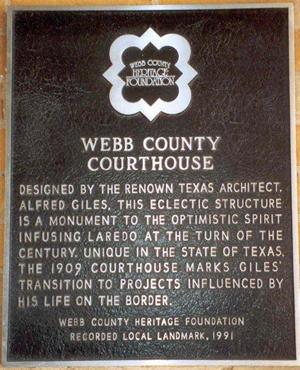 WEBB COUNTY
HERITAGE
FOUNDATION
WEBB COUNTY
COURTHOUSE
DESIGNED BY THE RENOWN TEXAS ARCHITECT,
ALFRED GILES, THIS ECLECTIC STRUCTURE
IS A MONUMENT TO THE OPTIMISTIC SPIRIT
INFUSING LAREDO AT THE TURN OF THE
CENTURY. UNIQUE IN THE STATE OF TEXAS,
THE 1909 COURTHOUSE MARKS GILES'
TRANSITION TO PROJECTS INFLUENCED BY
HIS LIFE ON THE BORDER.
WEBB COUNTY HERITAGE FOUNDATION
RECORDED LOCAL LANDMARK, 1991